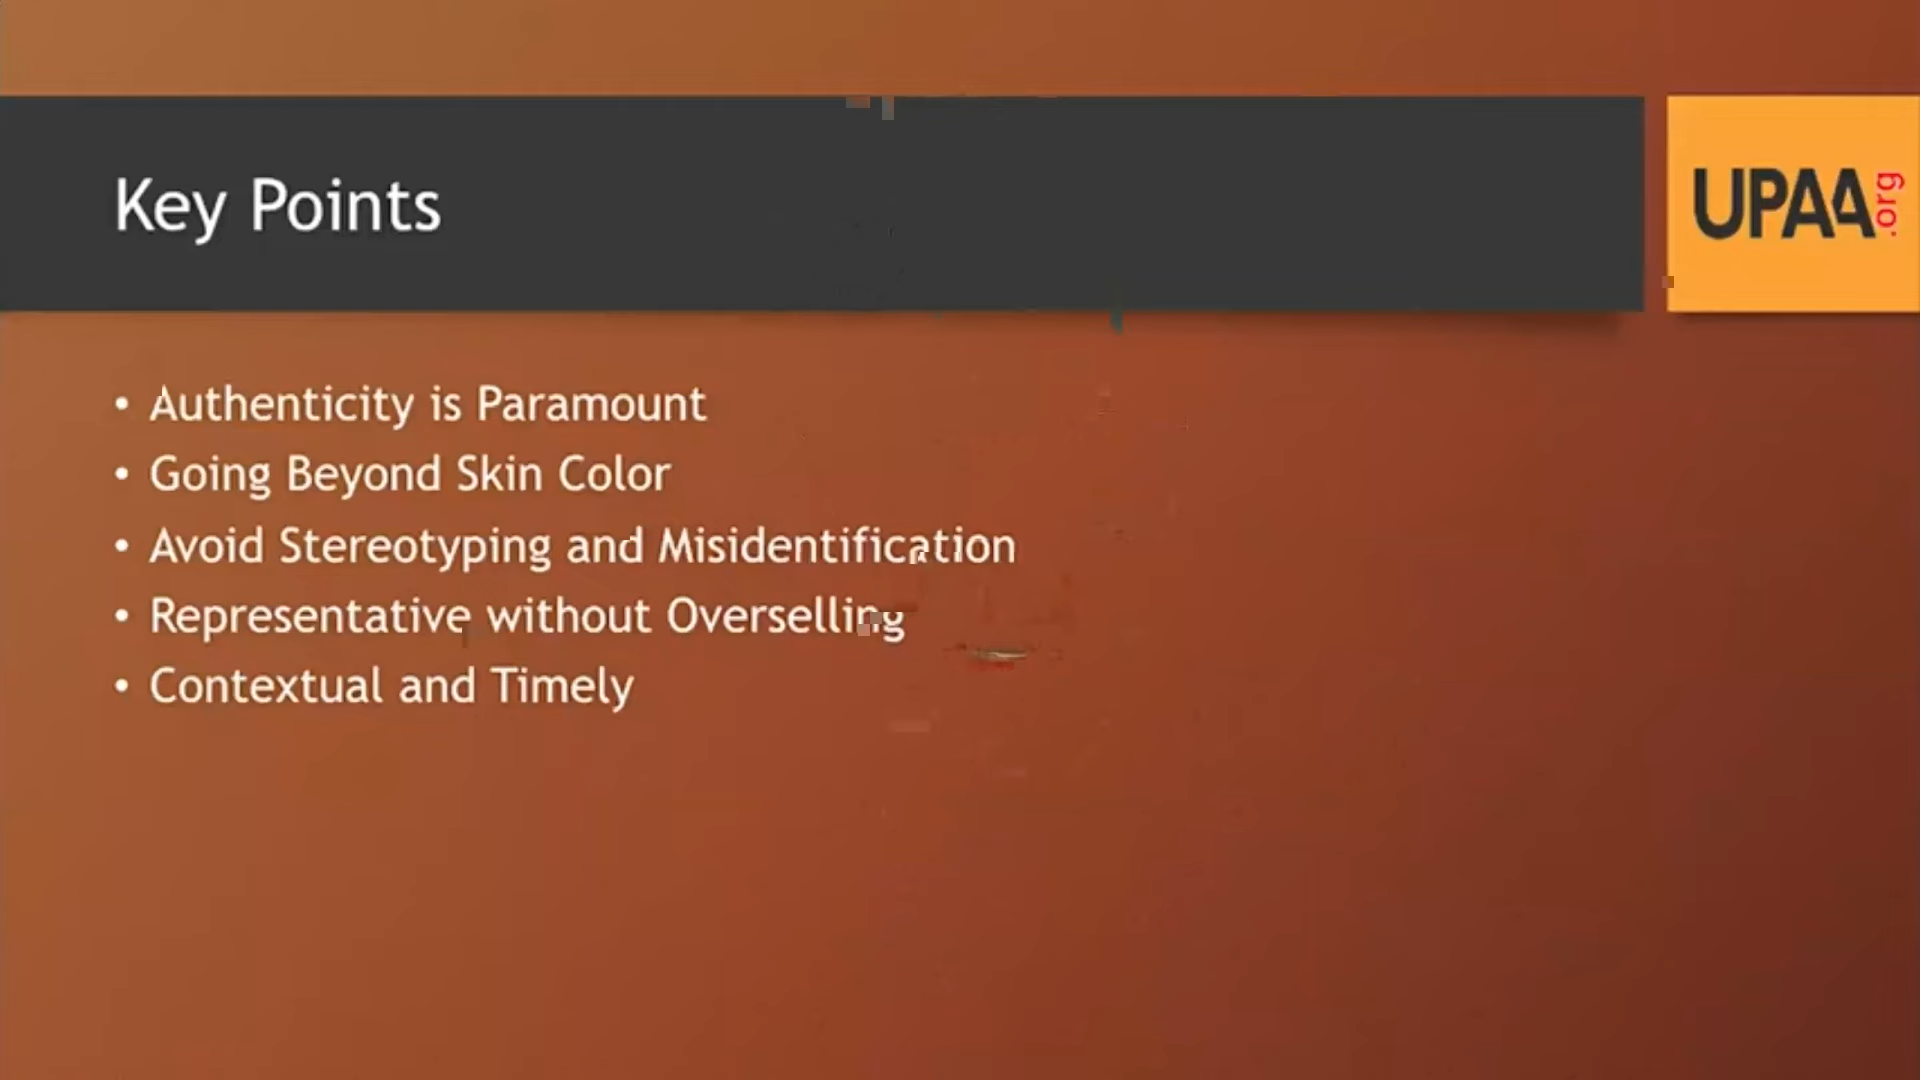 Key Points
UPAA.org
• Authenticity is Paramount
• Going Beyond Skin Color
• Avoid Stereotyping and Misidentification
• Representative without Overselling
• Contextual and Timely